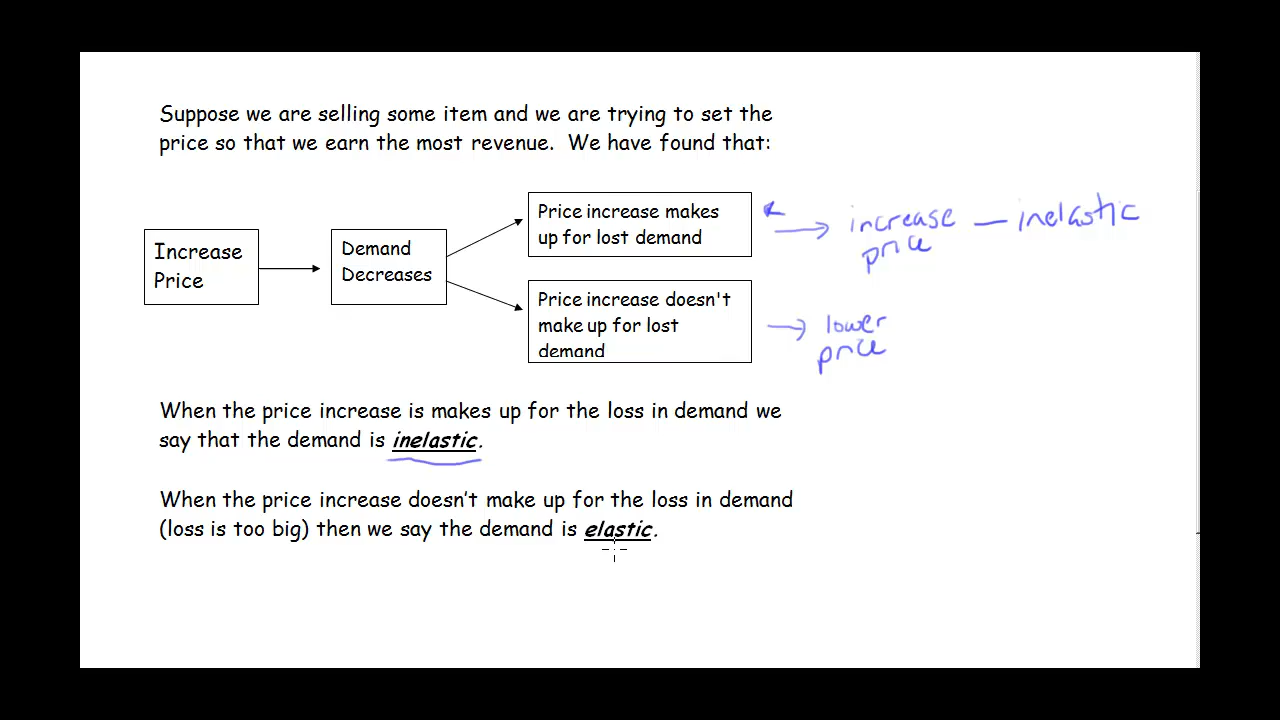 Suppose we are selling some item and we are trying to set the
price so that we earn the most revenue.  We have found that:
Increase
Price
Demand
Decreases
Price increase makes
up for lost demand
→ increase — inelastic
price
Price increase doesn't
make up for lost
demand
→ lower
price
When the price increase is makes up for the loss in demand we
say that the demand is inelastic.
When the price increase doesn't make up for the loss in demand
(loss is too big) then we say the demand is elastic.